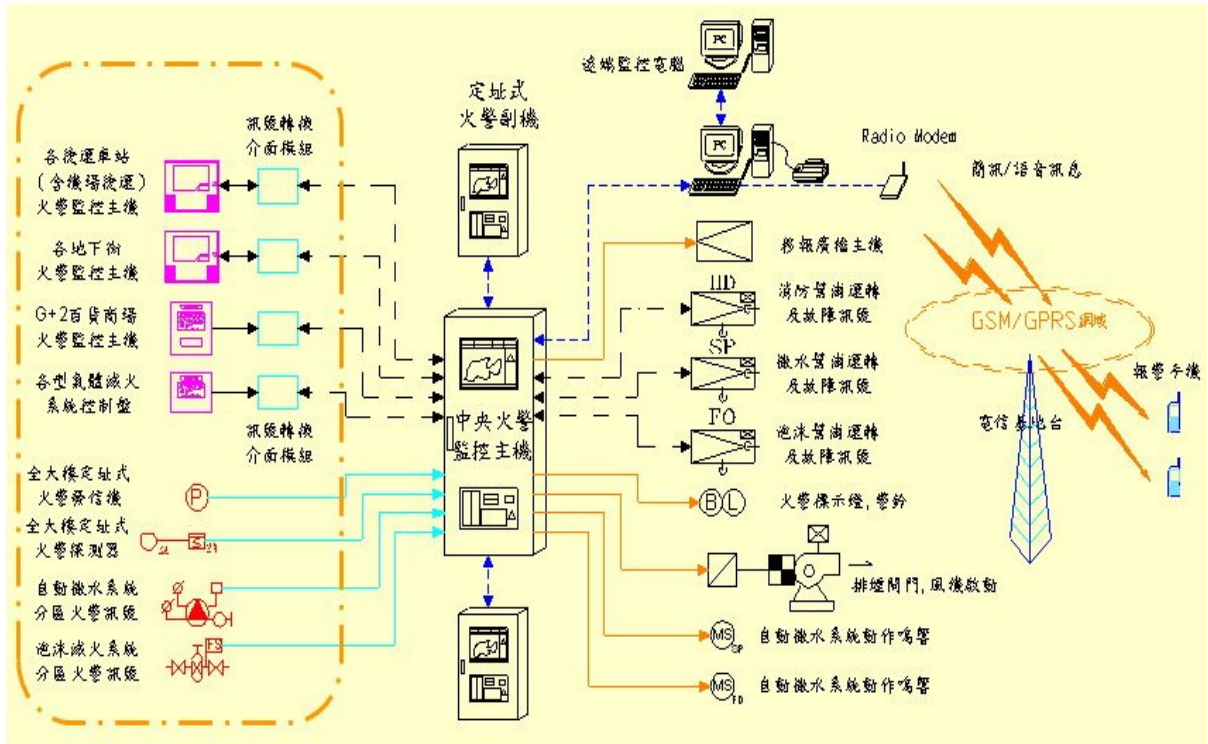 遠端監控電腦
PC
PC
定址式
火警副機
Radio Modem
簡訊/語音訊息
訊號轉換
介面模組
各捷運車站
(含機場捷運)
火警監控主機
各地下街
火警監控主機
G+2百貨商場
火警監控主機
各型氣體滅火
系統控制盤
訊號轉換
介面模組
全大樓定址式
火警發信機
P
全大樓定址式
火警探測器
自動撒水系統
分區火警訊號
泡沫滅火系統
分區火警訊號
FS
中央火警
監控主機
移報廣播主機
HD
消防幫浦運轉
及故障訊號
SP
撒水幫浦運轉
及故障訊號
FO
泡沫幫浦運轉
及故障訊號
B L
火警標示燈,警鈴
排煙閘門,風機啟動
MS SP
自動撒水系統動作鳴響
MS FO
自動撒水系統動作鳴響
GSM/GPRS網域
電信基地台
報警手機